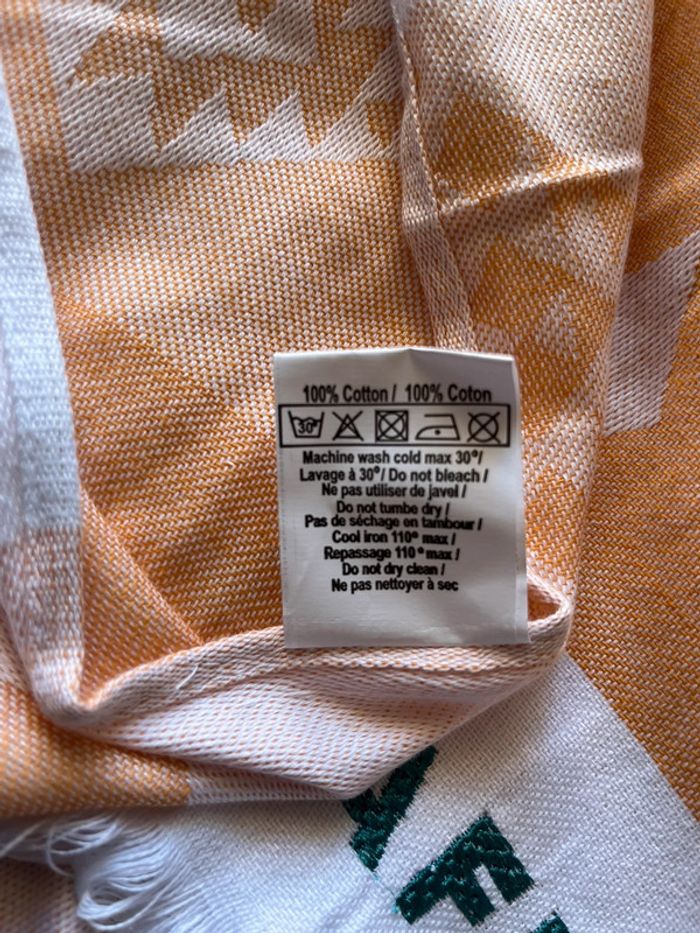 100% Cotton / 100% Coton
30°
Machine wash cold max 30°/
Lavage à 30°/ Do not bleach /
Ne pas utiliser de javel /
Do not tumbe dry /
Pas de séchage en tambour /
Cool iron 110° max /
Repassage 110° max /
Do not dry clean /
Ne pas nettoyer à sec